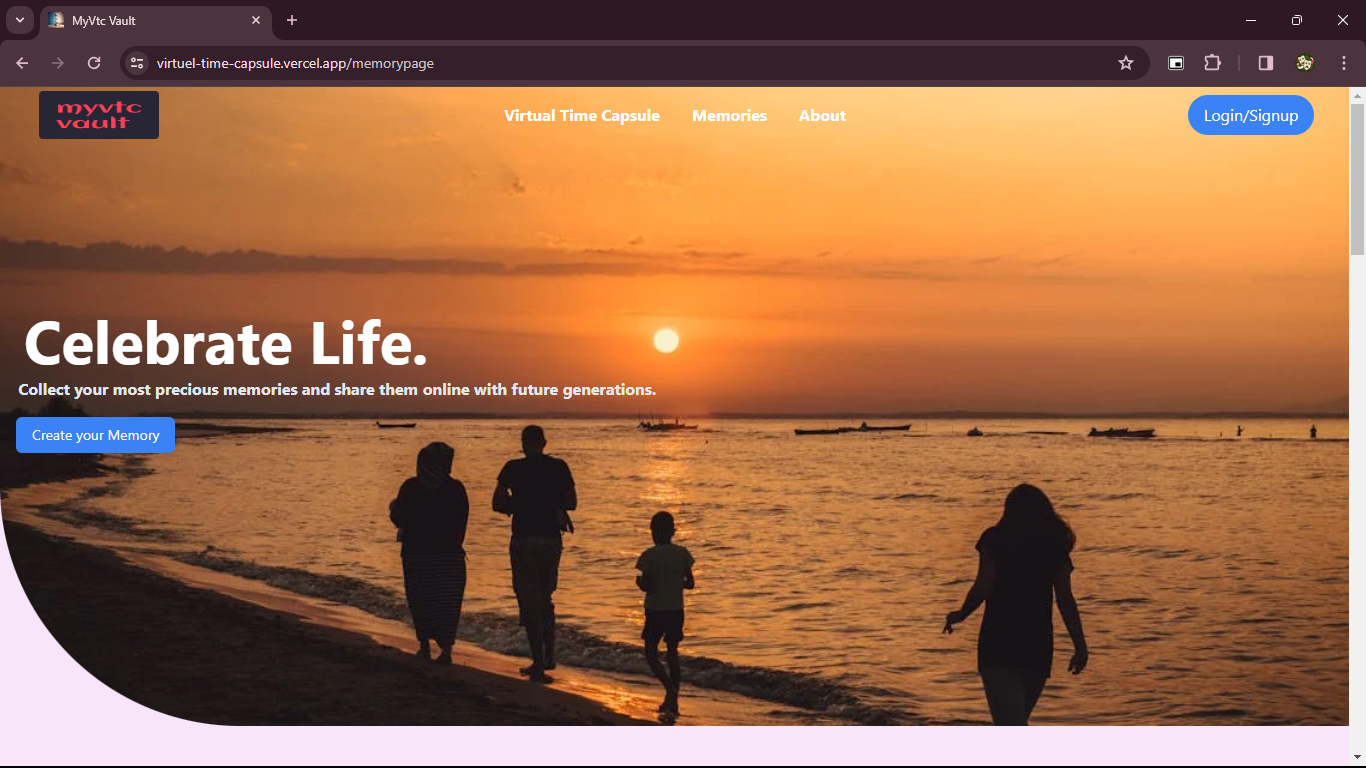 MyVtc Vault
virtuel-time-capsule.vercel.app/memorypage
myvtc
vault
Virtual Time Capsule
Memories
About
Login/Signup
Celebrate Life.
Collect your most precious memories and share them online with future generations.
Create your Memory